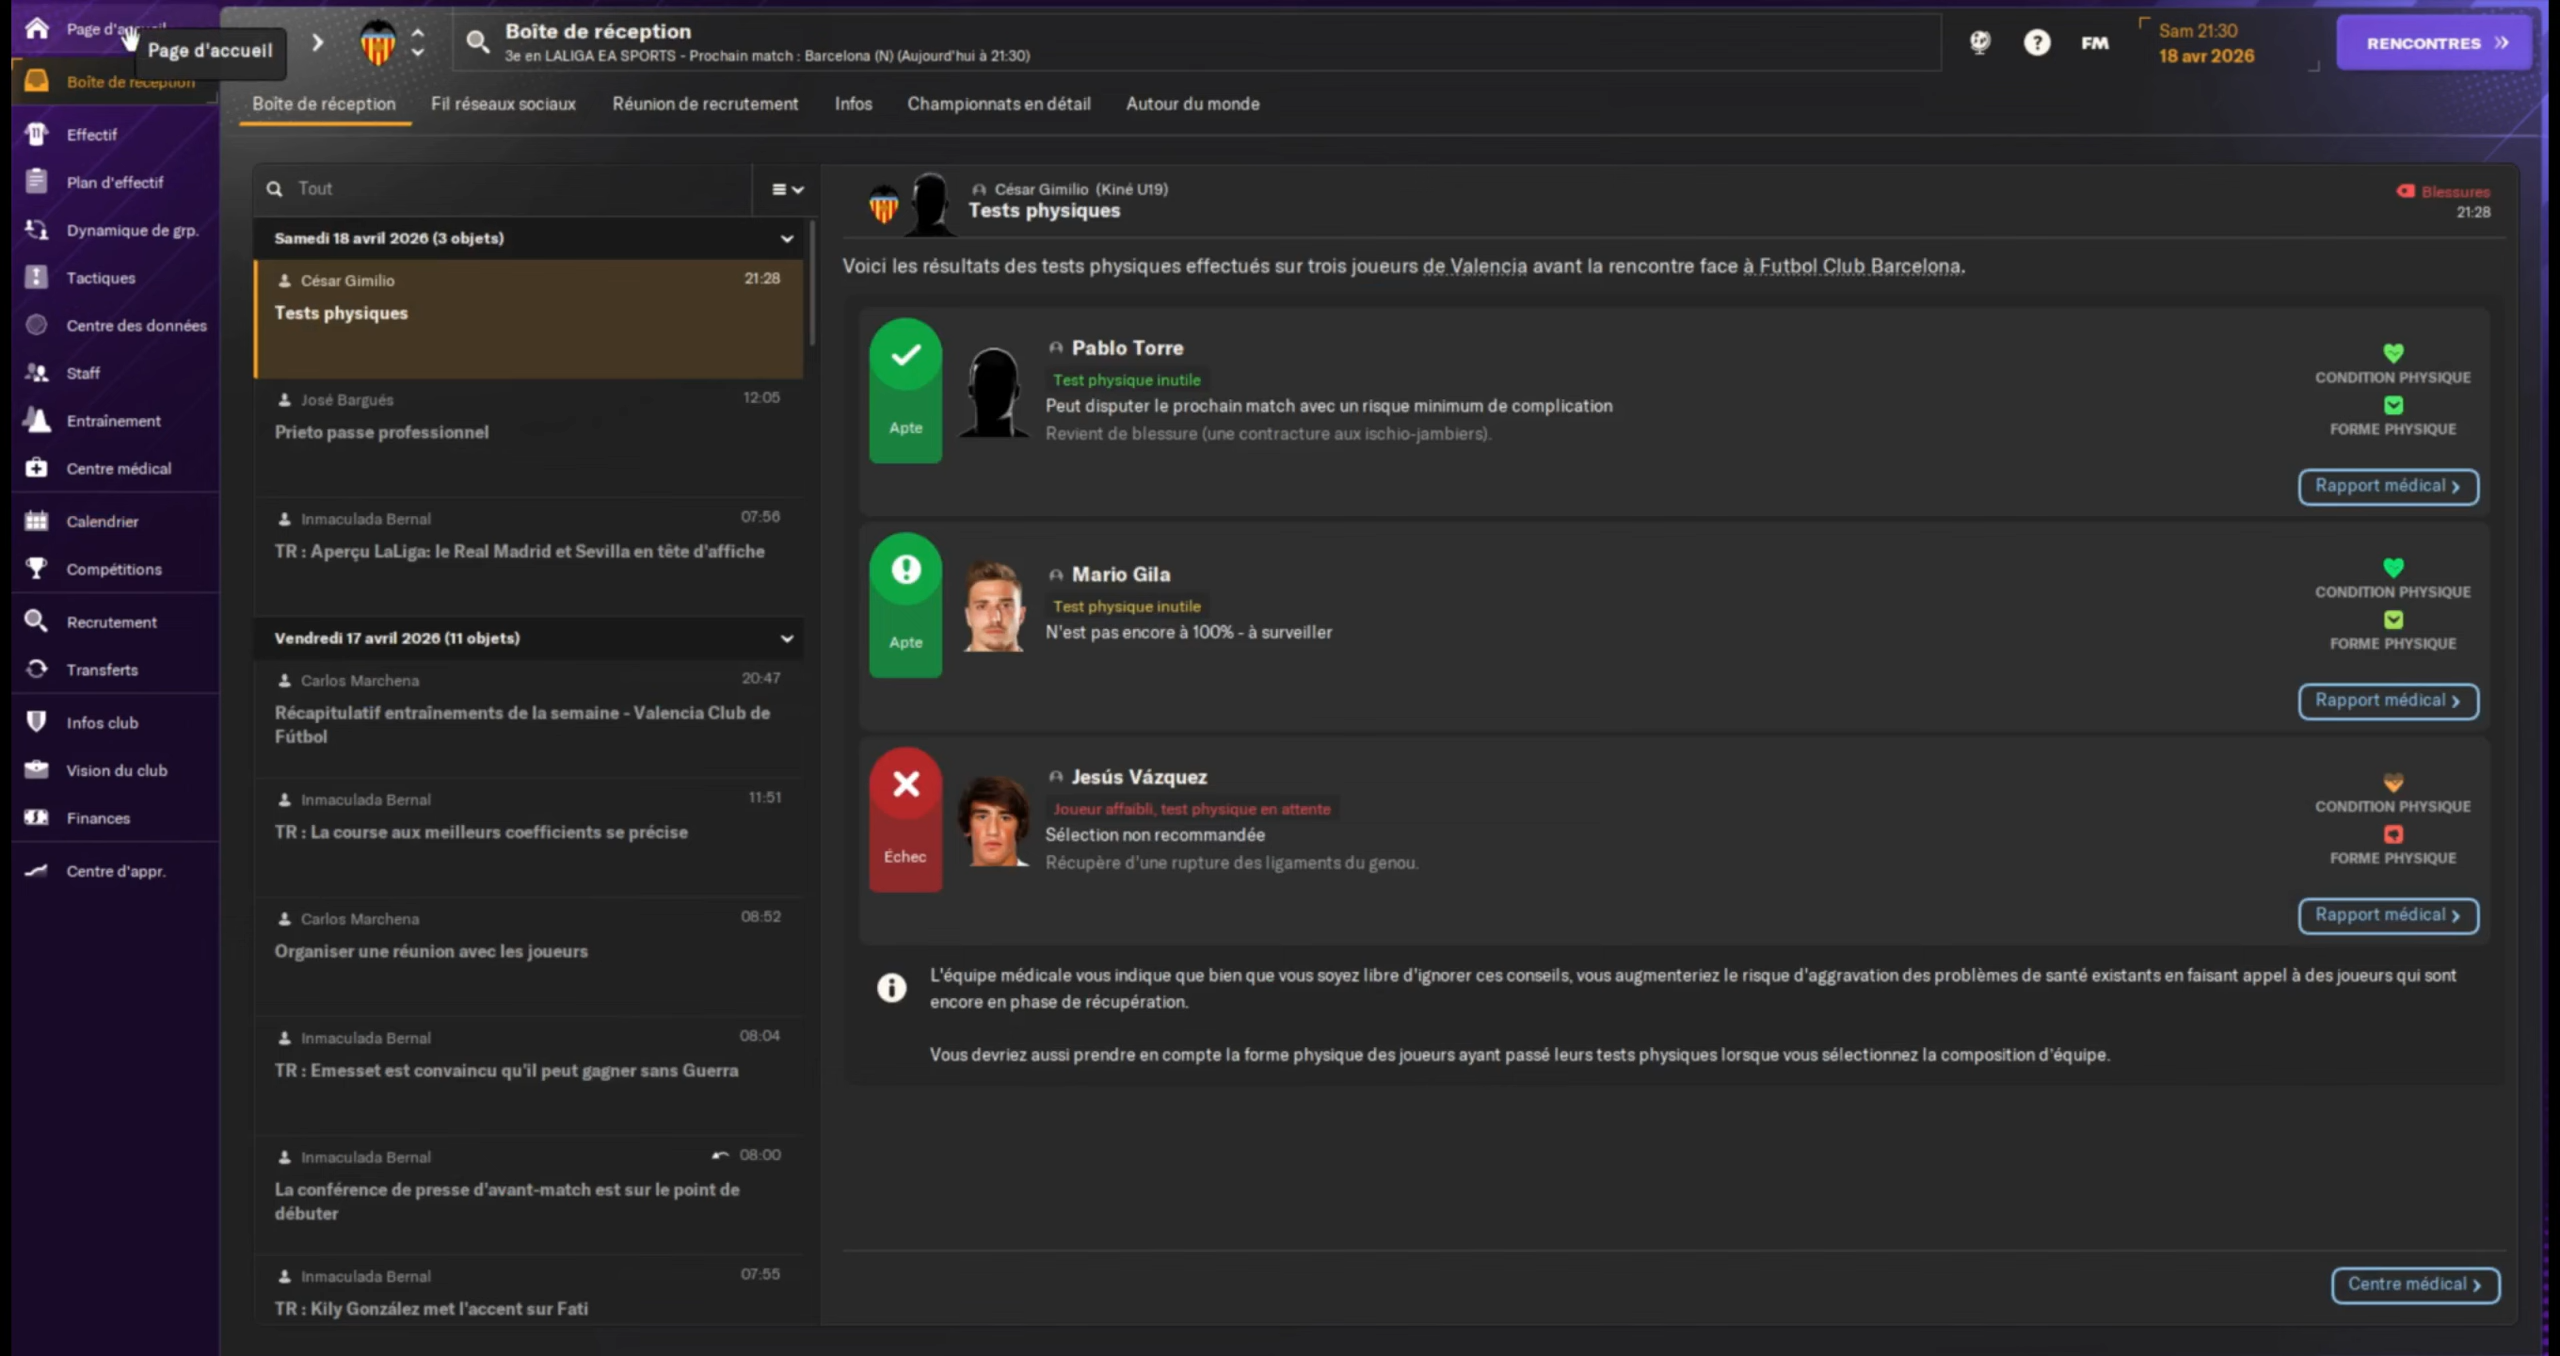 Page d'accueil
Page d'accueil
Boîte de réception
Effectif
Plan d'effectif
Dynamique de grp.
Tactiques
Centre des données
Staff
Entraînement
Centre médical
Calendrier
Compétitions
Recrutement
Transferts
Infos club
Vision du club
Finances
Centre d'appr.
Boîte de réception
3e en LALIGA EA SPORTS - Prochain match : Barcelona (N) (Aujourd'hui à 21:30)
FM
Sam 21:30
18 avr 2026
RENCONTRES
Boîte de réception Fil réseaux sociaux Réunion de recrutement Infos Championnats en détail Autour du monde
Tout
Samedi 18 avril 2026 (3 objets)
César Gimilio 21:28
Tests physiques
José Bargués 12:05
Prieto passe professionnel
Inmaculada Bernal 07:56
TR : Aperçu LaLiga: le Real Madrid et Sevilla en tête d'affiche
Vendredi 17 avril 2026 (11 objets)
Carlos Marchena 20:47
Récapitulatif entraînements de la semaine - Valencia Club de
Fútbol
Inmaculada Bernal 11:51
TR : La course aux meilleurs coefficients se précise
Carlos Marchena 08:52
Organiser une réunion avec les joueurs
Inmaculada Bernal 08:04
TR : Emesset est convaincu qu'il peut gagner sans Guerra
Inmaculada Bernal 08:00
La conférence de presse d'avant-match est sur le point de
débuter
Inmaculada Bernal 07:55
TR : Kily González met l'accent sur Fati
César Gimilio (Kiné U19)
Tests physiques
Blessures
21:28
Voici les résultats des tests physiques effectués sur trois joueurs de Valencia avant la rencontre face à Futbol Club Barcelona.
Apte
Pablo Torre
Test physique inutile
Peut disputer le prochain match avec un risque minimum de complication
Revient de blessure (une contracture aux ischio-jambiers).
CONDITION PHYSIQUE
FORME PHYSIQUE
Rapport médical
Apte
Mario Gila
Test physique inutile
N'est pas encore à 100% - à surveiller
CONDITION PHYSIQUE
FORME PHYSIQUE
Rapport médical
Échec
Jesús Vázquez
Joueur affaibli, test physique en attente
Sélection non recommandée
Récupère d'une rupture des ligaments du genou.
CONDITION PHYSIQUE
FORME PHYSIQUE
Rapport médical
L'équipe médicale vous indique que bien que vous soyez libre d'ignorer ces conseils, vous augmenteriez le risque d'aggravation des problèmes de santé existants en faisant appel à des joueurs qui sont
encore en phase de récupération.
Vous devriez aussi prendre en compte la forme physique des joueurs ayant passé leurs tests physiques lorsque vous sélectionnez la composition d'équipe.
Centre médical